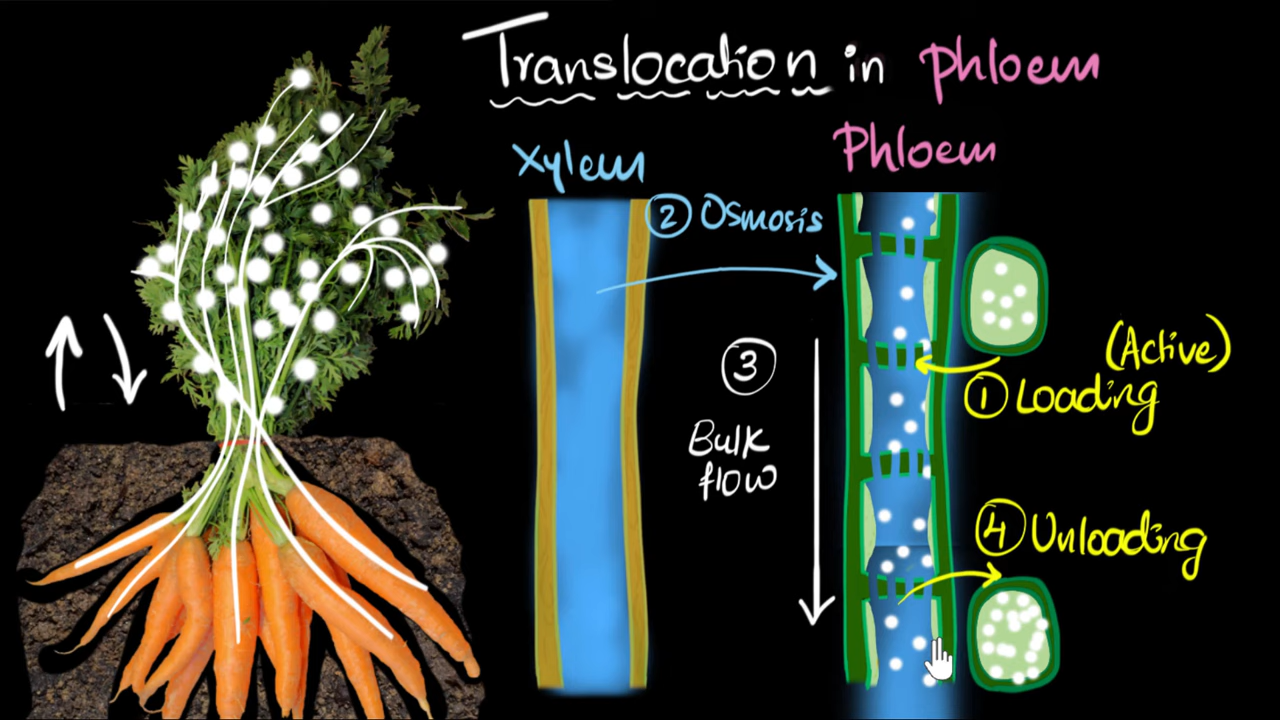 Translocation in Phloem
Xylem
Phloem
② Osmosis
③
Bulk
flow
(Active)
① Loading
④ Unloading